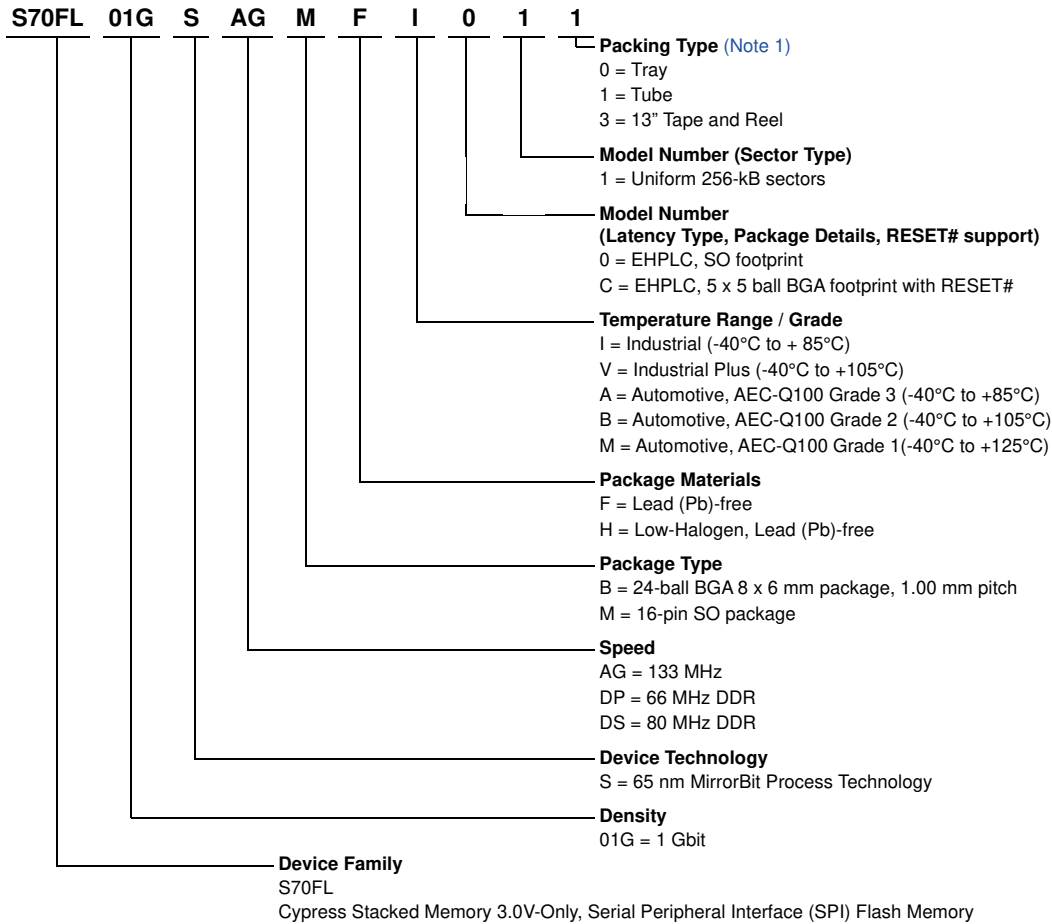 S70FL 01G S AG M F I 0 1 1
Packing Type (Note 1)
0 = Tray
1 = Tube
3 = 13” Tape and Reel
Model Number (Sector Type)
1 = Uniform 256-kB sectors
Model Number
(Latency Type, Package Details, RESET# support)
0 = EHPLC, SO footprint
C = EHPLC, 5 x 5 ball BGA footprint with RESET#
Temperature Range / Grade
I = Industrial (-40°C to + 85°C)
V = Industrial Plus (-40°C to +105°C)
A = Automotive, AEC-Q100 Grade 3 (-40°C to +85°C)
B = Automotive, AEC-Q100 Grade 2 (-40°C to +105°C)
M = Automotive, AEC-Q100 Grade 1(-40°C to +125°C)
Package Materials
F = Lead (Pb)-free
H = Low-Halogen, Lead (Pb)-free
Package Type
B = 24-ball BGA 8 x 6 mm package, 1.00 mm pitch
M = 16-pin SO package
Speed
AG = 133 MHz
DP = 66 MHz DDR
DS = 80 MHz DDR
Device Technology
S = 65 nm MirrorBit Process Technology
Density
01G = 1 Gbit
Device Family
S70FL
Cypress Stacked Memory 3.0V-Only, Serial Peripheral Interface (SPI) Flash Memory